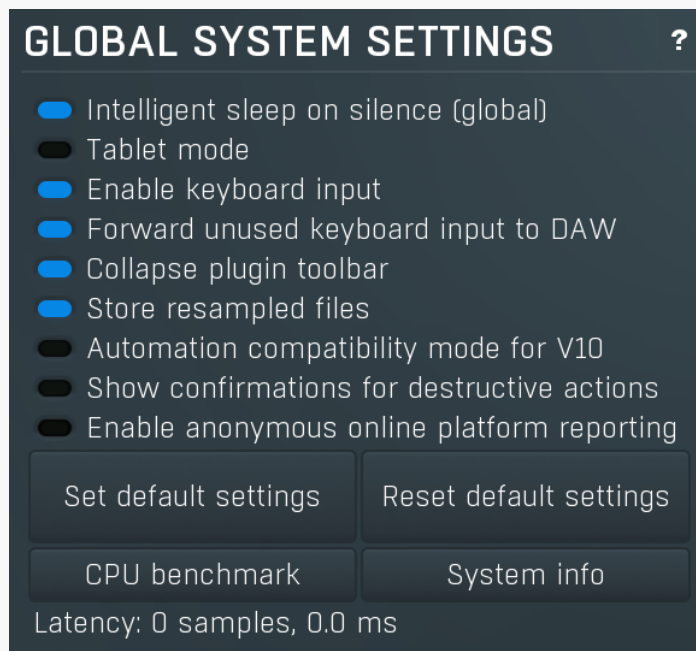 GLOBAL SYSTEM SETTINGS ?
Intelligent sleep on silence (global)
Tablet mode
Enable keyboard input
Forward unused keyboard input to DAW
Collapse plugin toolbar
Store resampled files
Automation compatibility mode for V10
Show confirmations for destructive actions
Enable anonymous online platform reporting
Set default settings Reset default settings
CPU benchmark System info
Latency: 0 samples, 0.0 ms